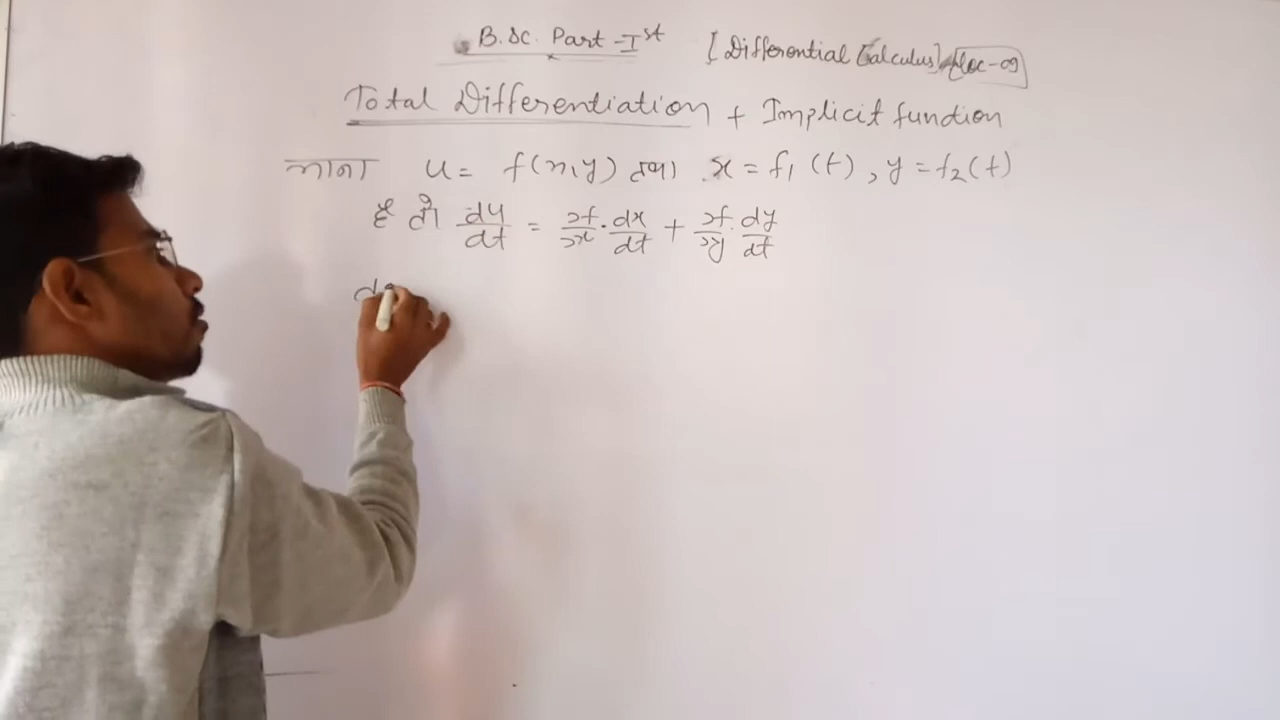 B.Sc. Part-Ist [Differential Calculus] Lec-09
Total Differentiation + Implicit function
माना u = f(x,y) तथा x = f₁(t), y = f₂(t)
है तो du/dt = ∂f/∂x · dx/dt + ∂f/∂y · dy/dt